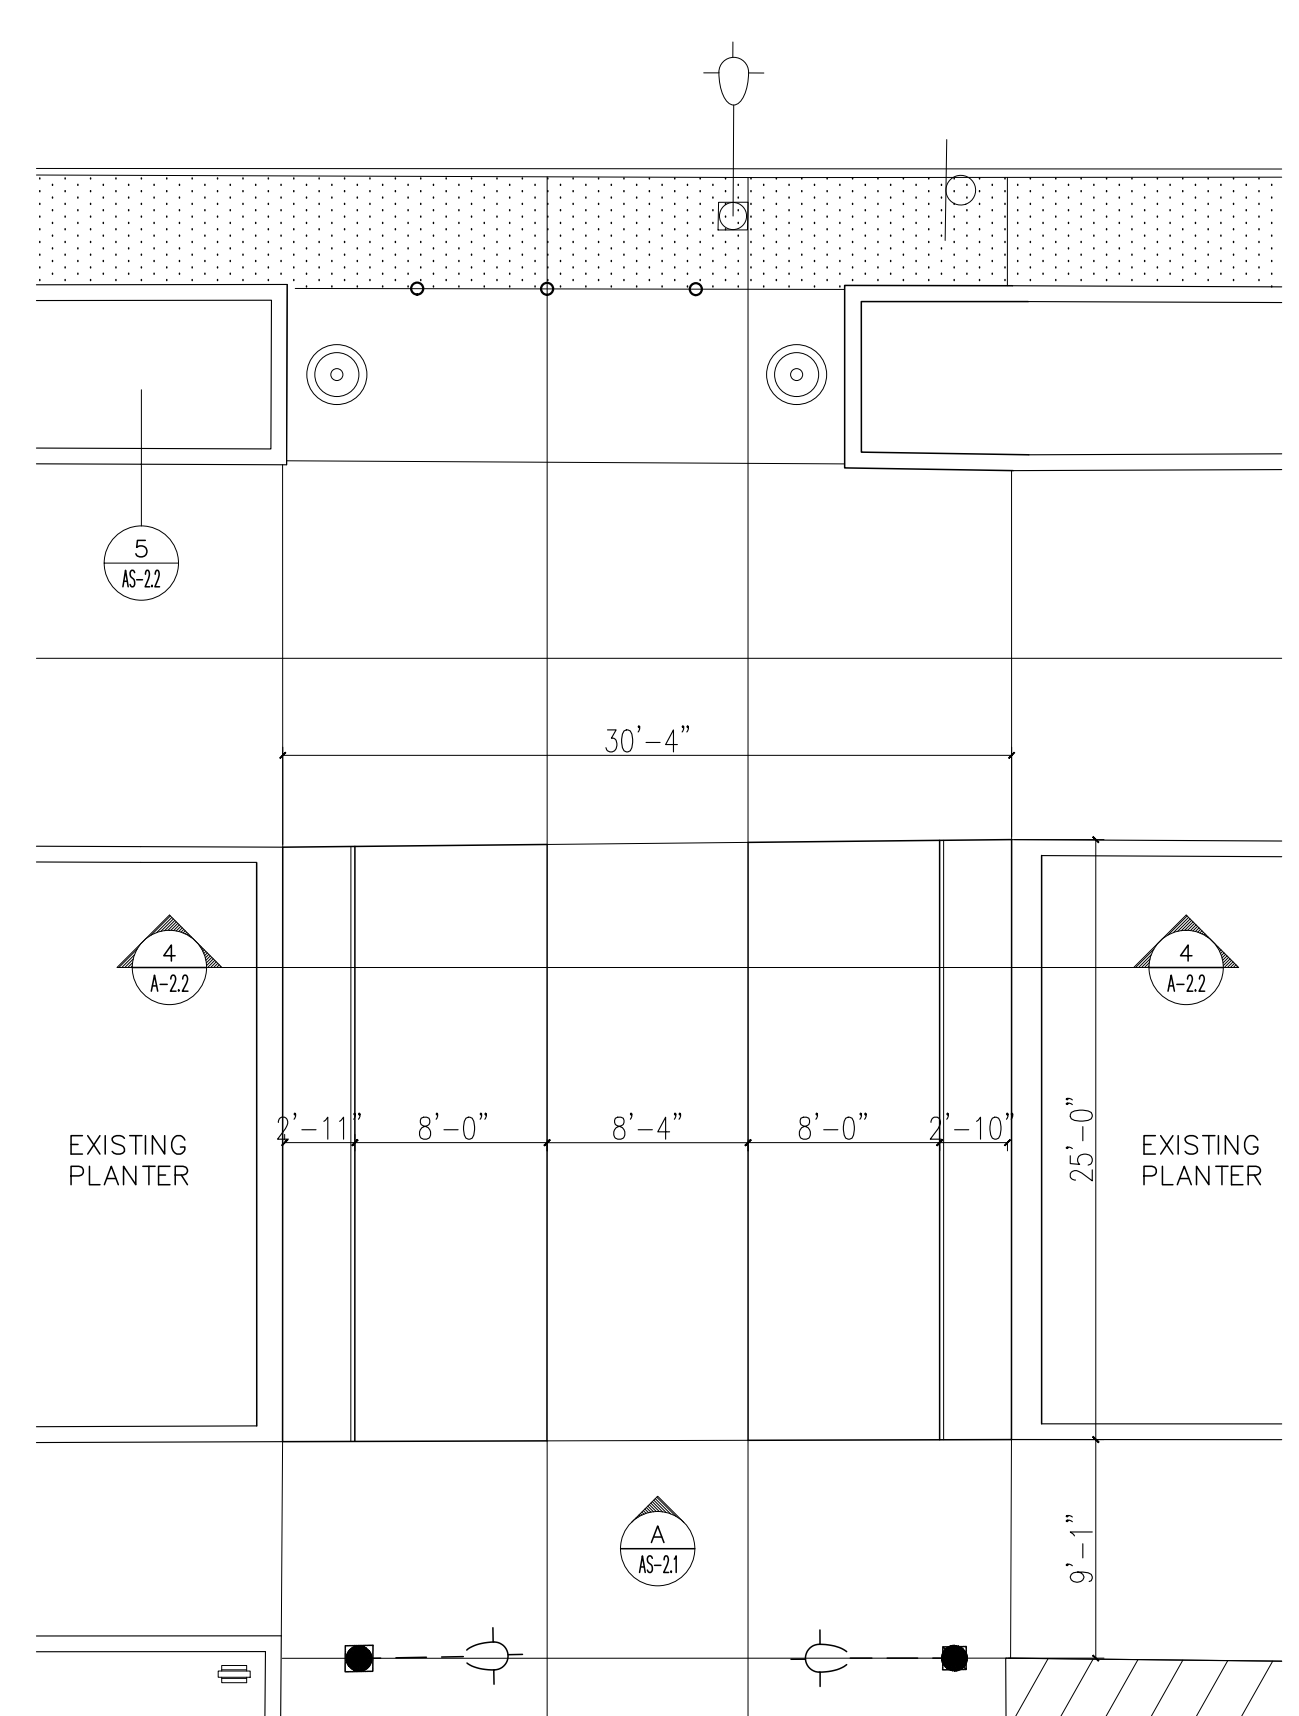 5
AS-2.2
30'-4"
4
A-2.2
4
A-2.2
2'-11"
8'-0"
8'-4"
8'-0"
2'-10"
25'-0"
EXISTING
PLANTER
EXISTING
PLANTER
A
AS-2.1
9'-1"